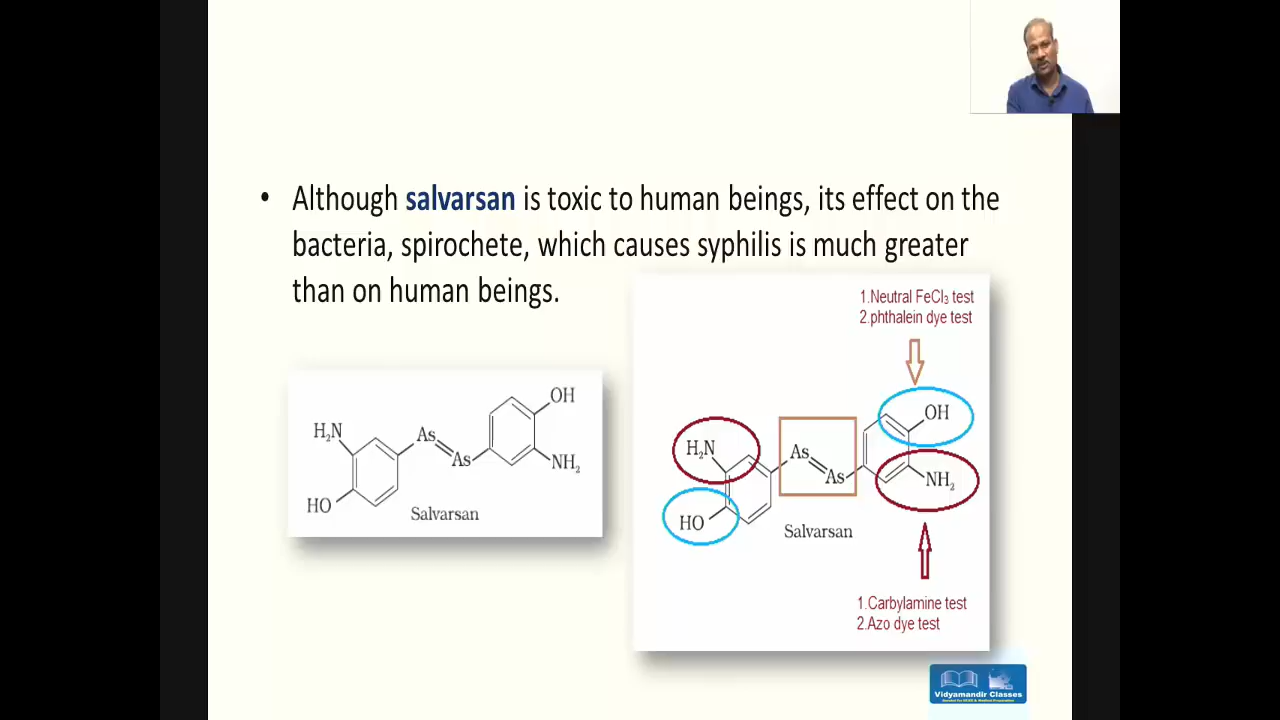 • Although salvarsan is toxic to human beings, its effect on the
bacteria, spirochete, which causes syphilis is much greater
than on human beings.
H₂N
HO
As
As
OH
NH₂
Salvarsan
1.Neutral FeCl₃ test
2.phthalein dye test
H₂N
HO
As
As
OH
NH₂
Salvarsan
1.Carbylamine test
2.Azo dye test
Vidyamandir Classes